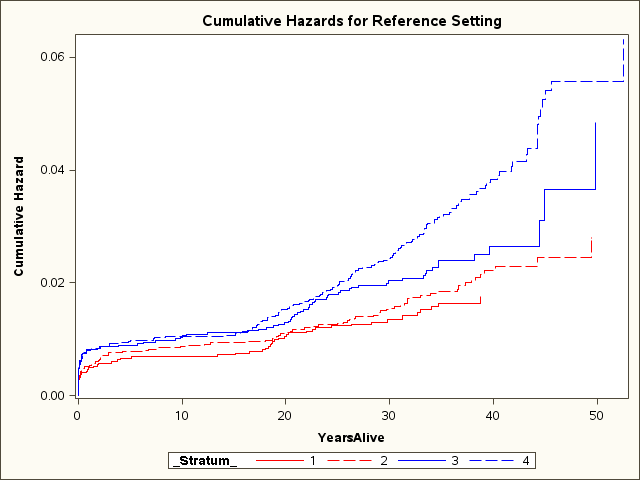 Cumulative Hazards for Reference Setting
Cumulative Hazard
0.06
0.04
0.02
0.00
0 10 20 30 40 50
YearsAlive
_Stratum_ 1 2 3 4